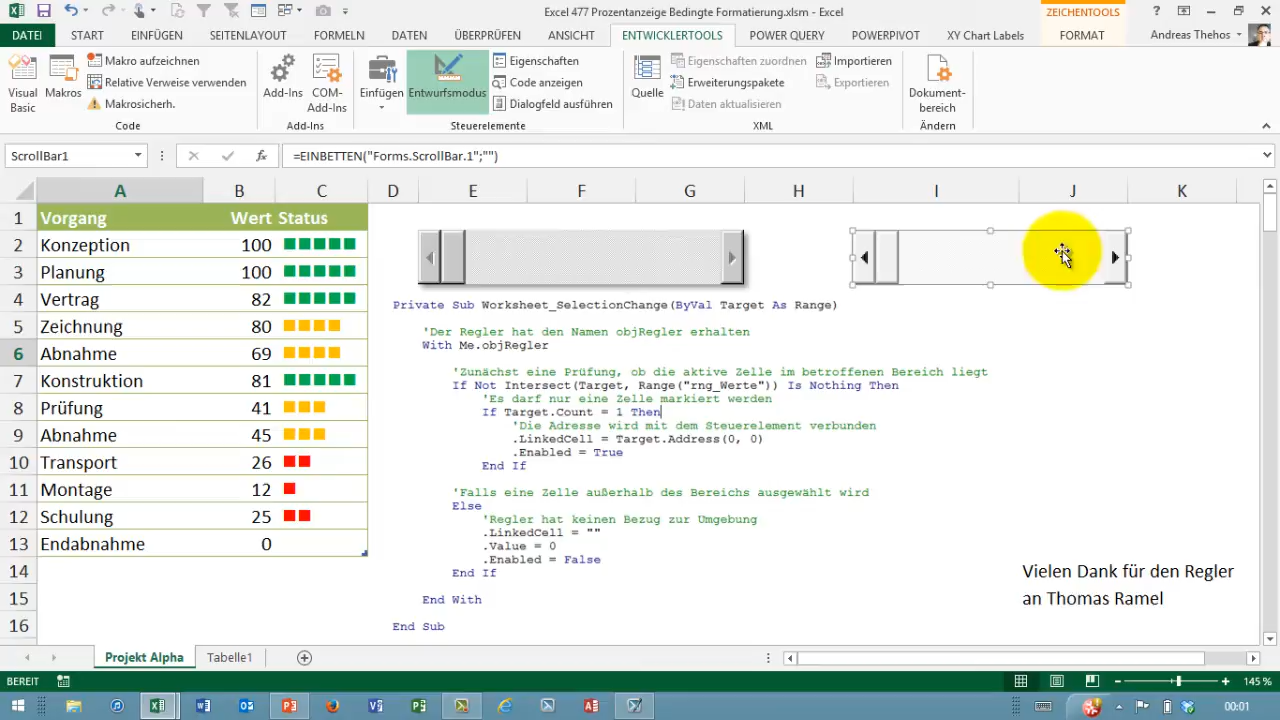 Excel 477 Prozentanzeige Bedingte Formatierung.xlsm - Excel
ZEICHENTOOLS
DATEI START EINFÜGEN SEITENLAYOUT FORMELN DATEN ÜBERPRÜFEN ANSICHT ENTWICKLERTOOLS POWER QUERY POWERPIVOT XY Chart Labels FORMAT Andreas Thehos
Visual Basic
Makros
Makro aufzeichnen
Relative Verweise verwenden
Makrosicherh.
Code
Add-Ins
COM-Add-Ins
Add-Ins
Einfügen
Entwurfsmodus
Eigenschaften
Code anzeigen
Dialogfeld ausführen
Steuerelemente
Quelle
Eigenschaften zuordnen
Erweiterungspakete
Daten aktualisieren
Importieren
Exportieren
XML
Dokument-
bereich
Ändern
ScrollBar1
=EINBETTEN("Forms.ScrollBar.1";"")
A B C D E F G H I J K
1 Vorgang Wert Status
2 Konzeption 100
3 Planung 100
4 Vertrag 82
5 Zeichnung 80
6 Abnahme 69
7 Konstruktion 81
8 Prüfung 41
9 Abnahme 45
10 Transport 26
11 Montage 12
12 Schulung 25
13 Endabnahme 0
14
15
16
Private Sub Worksheet_SelectionChange(ByVal Target As Range)
'Der Regler hat den Namen objRegler erhalten
With Me.objRegler
'Zunächst eine Prüfung, ob die aktive Zelle im betroffenen Bereich liegt
If Not Intersect(Target, Range("rng_Werte")) Is Nothing Then
'Es darf nur eine Zelle markiert werden
If Target.Count = 1 Then
'Die Adresse wird mit dem Steuerelement verbunden
.LinkedCell = Target.Address(0, 0)
.Enabled = True
End If
'Falls eine Zelle außerhalb des Bereichs ausgewählt wird
Else
'Regler hat keinen Bezug zur Umgebung
.LinkedCell = ""
.Value = 0
.Enabled = False
End If
End With
End Sub
Vielen Dank für den Regler
an Thomas Ramel
Projekt Alpha Tabelle1
BEREIT
145 %
00:01